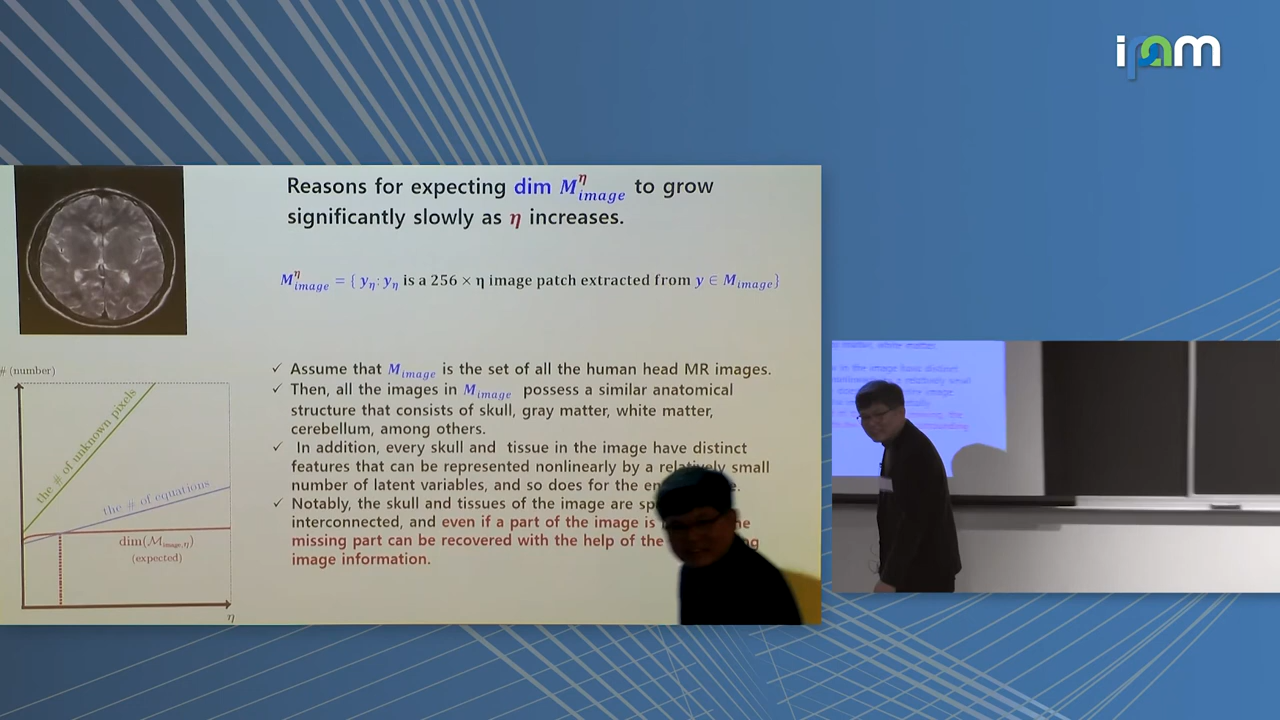 ipam
Reasons for expecting dim M^η_image to grow
significantly slowly as η increases.
M^η_image = { y_η: y_η is a 256 × η image patch extracted from y ∈ M_image}
✓ Assume that M_image is the set of all the human head MR images.
✓ Then, all the images in M_image possess a similar anatomical
structure that consists of skull, gray matter, white matter,
cerebellum, among others.
✓ In addition, every skull and tissue in the image have distinct
features that can be represented nonlinearly by a relatively small
number of latent variables, and so does for the
✓ Notably, the skull and tissues of the image are
interconnected, and even if a part of the image is
missing part can be recovered with the help of the
image information.
# (number)
the # of unknown pixels
the # of equations
dim(M_image,η)
(expected)
η